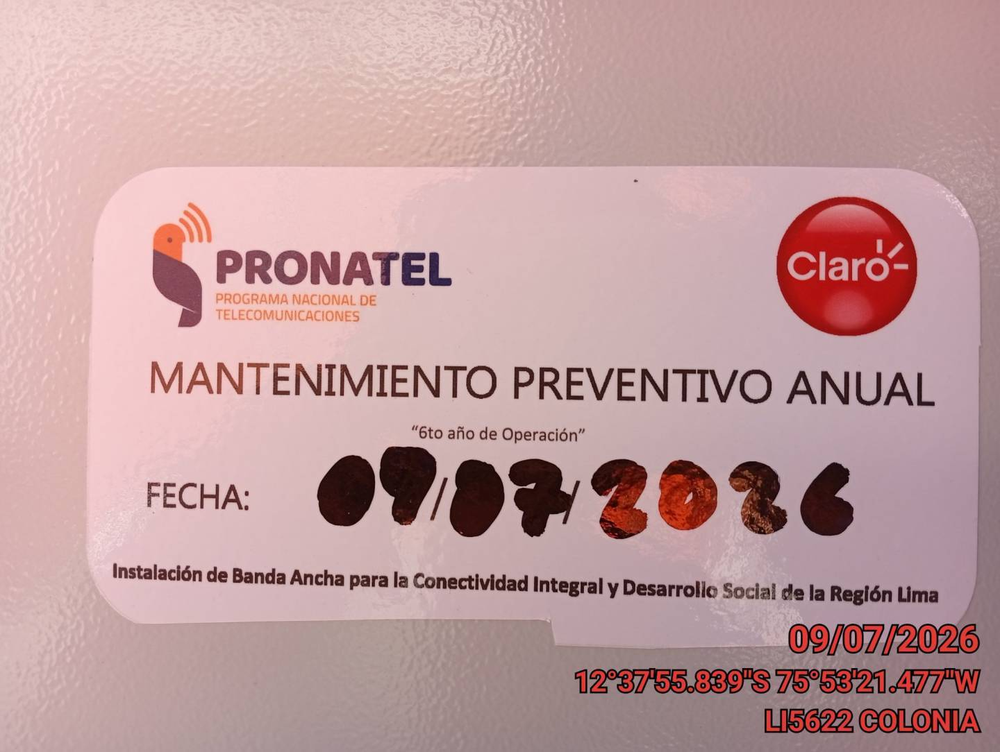 PRONATEL
PROGRAMA NACIONAL DE
TELECOMUNICACIONES
Claro
MANTENIMIENTO PREVENTIVO ANUAL
“6to año de Operación”
FECHA: 09/07/2026
Instalación de Banda Ancha para la Conectividad Integral y Desarrollo Social de la Región Lima
09/07/2026
12°37'55.839"S 75°53'21.477"W
LI5622 COLONIA